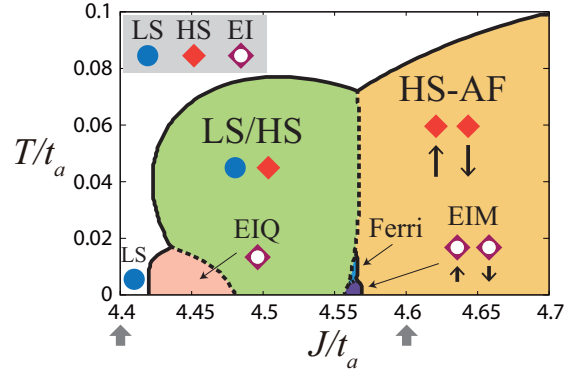 LS HS EI
0.1
0.08
0.06
0.04
0.02
0
T/t_a
HS-AF
LS/HS
EIQ
Ferri
EIM
LS
4.4 4.45 4.5 4.55 4.6 4.65 4.7
J/t_a